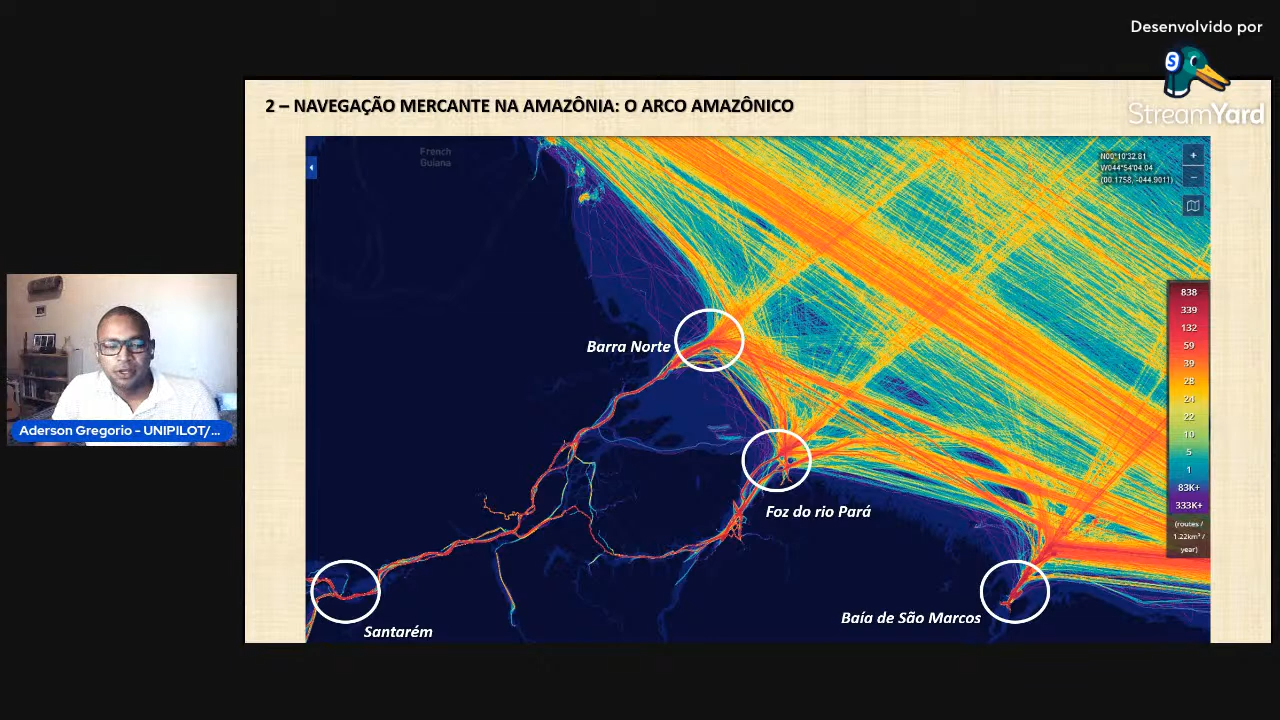 Desenvolvido por
S
StreamYard
2 – NAVEGAÇÃO MERCANTE NA AMAZÔNIA: O ARCO AMAZÔNICO
French
Guiana
N00°10'32.81
W044°54'04.04
(00.1758, -044.9011)
+
−
838
339
132
59
39
28
24
22
10
5
1
83K+
333K+
(routes /
1.22km² /
year)
Barra Norte
Foz do rio Pará
Baía de São Marcos
Santarém
Aderson Gregorio - UNIPILOT/...